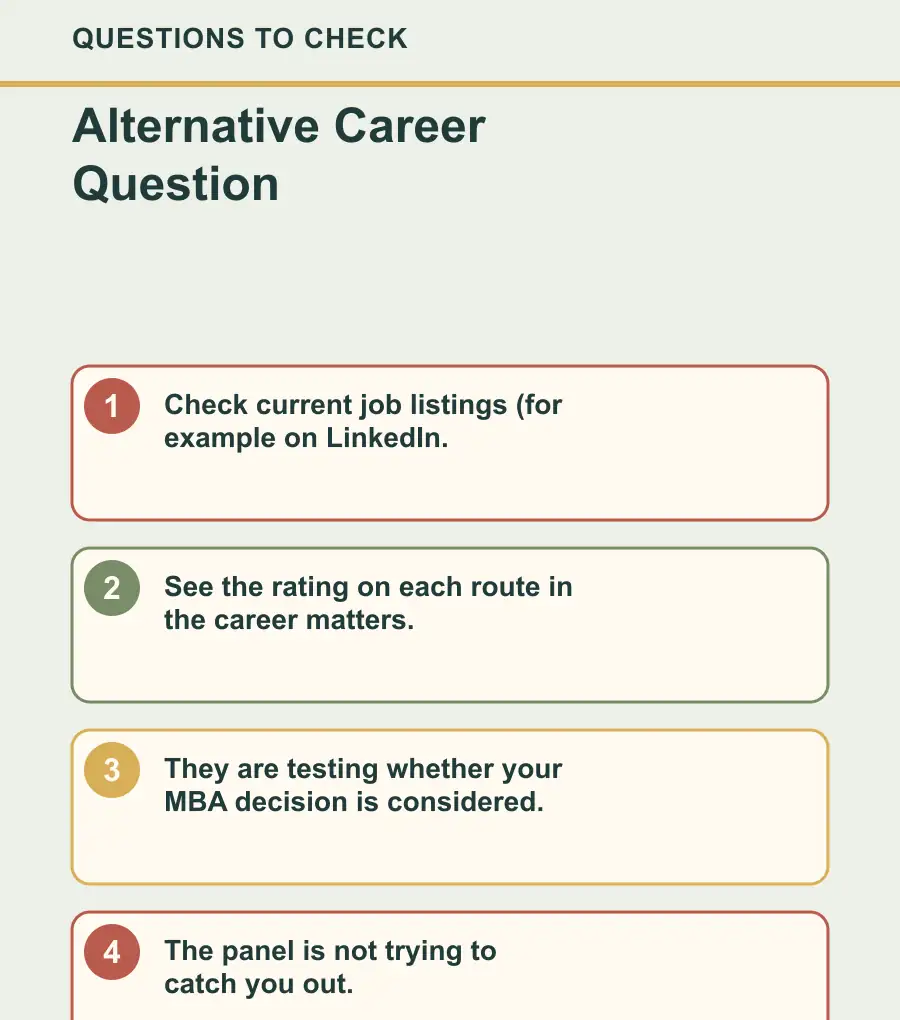 QUESTIONS TO CHECK
Alternative Career
Question
1
Check current job listings (for
example on LinkedIn.
2
See the rating on each route in
the career matters.
3
They are testing whether your
MBA decision is considered.
4
The panel is not trying to
catch you out.